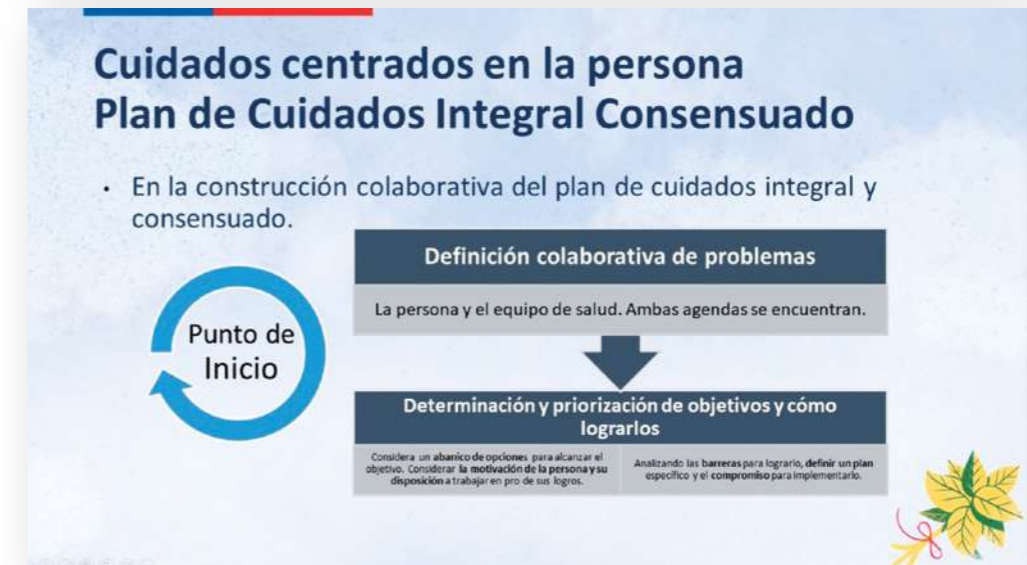 Cuidados centrados en la persona
Plan de Cuidados Integral Consensuado
• En la construcción colaborativa del plan de cuidados integral y
consensuado.
Punto de
Inicio
Definición colaborativa de problemas
La persona y el equipo de salud. Ambas agendas se encuentran.
Determinación y priorización de objetivos y cómo
lograrlos
Considera un abanico de opciones para alcanzar el
objetivo. Considerar la motivación de la persona y su
disposición a trabajar en pro de sus logros.
Analizando las barreras para lograrlo, definir un plan
específico y el compromiso para implementarlo.